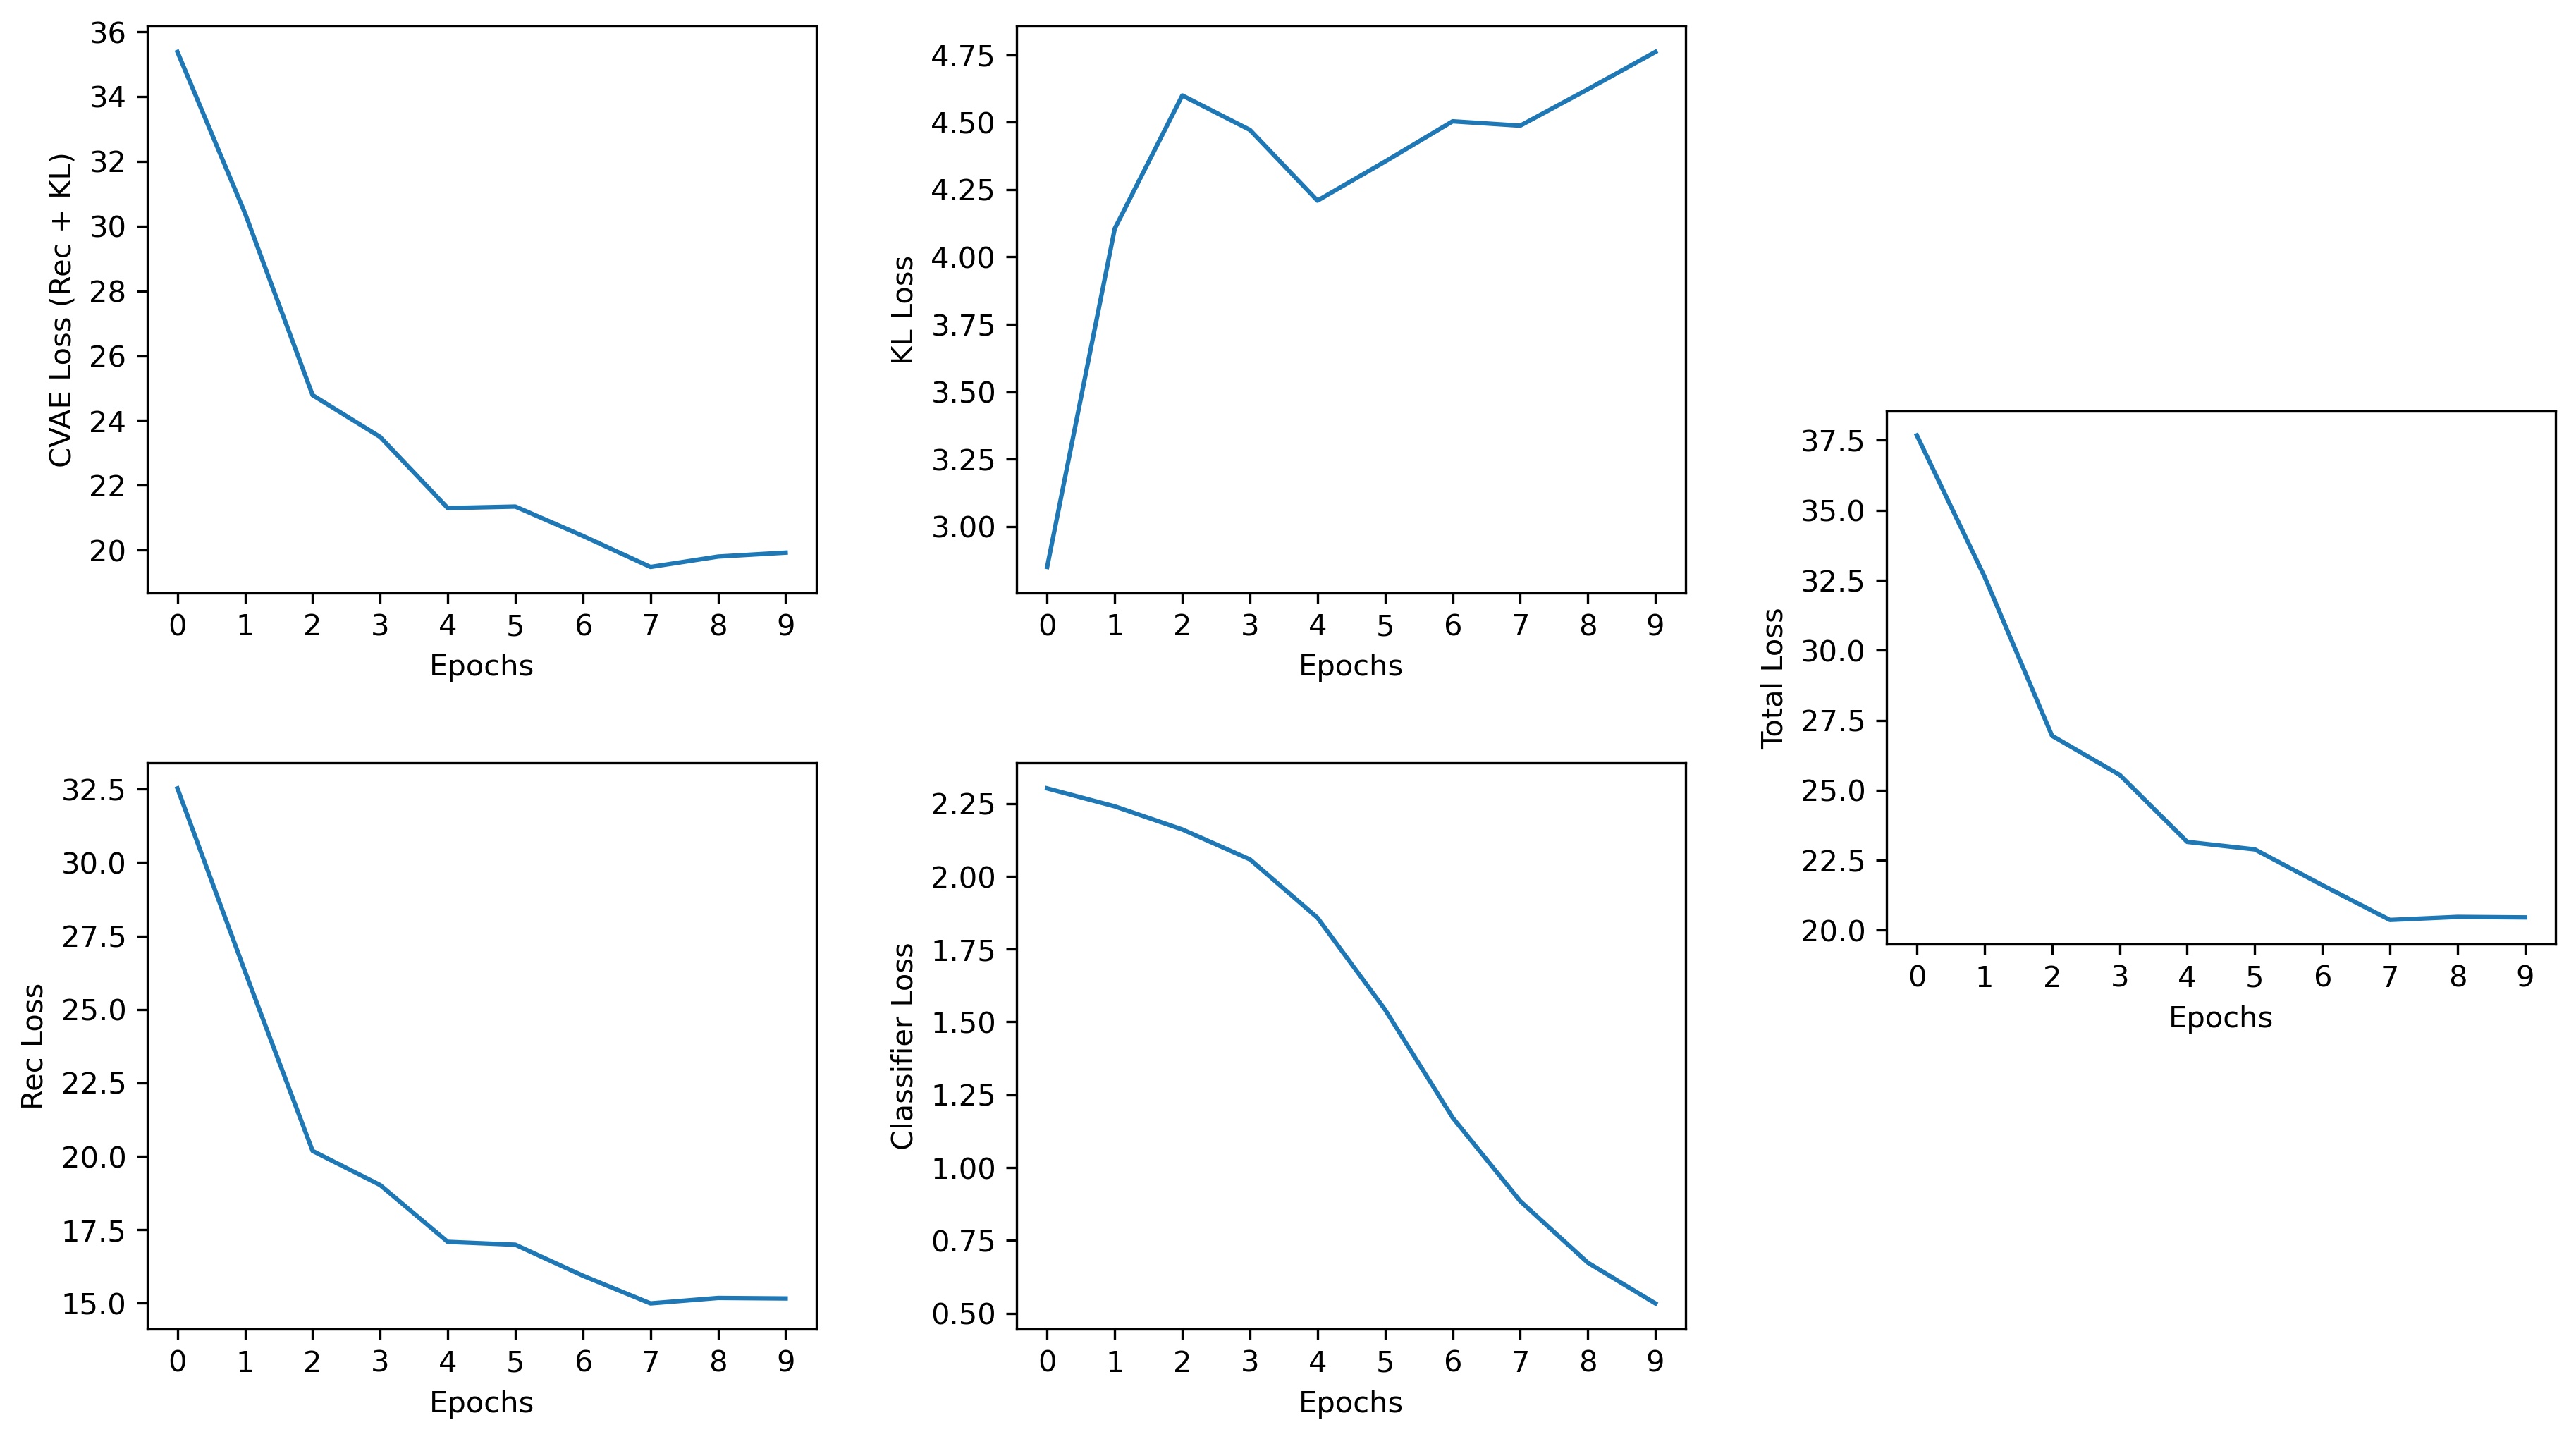 CVAE Loss (Rec + KL)
36
34
32
30
28
26
24
22
20
0 1 2 3 4 5 6 7 8 9
Epochs
KL Loss
4.75
4.50
4.25
4.00
3.75
3.50
3.25
3.00
0 1 2 3 4 5 6 7 8 9
Epochs
Rec Loss
32.5
30.0
27.5
25.0
22.5
20.0
17.5
15.0
0 1 2 3 4 5 6 7 8 9
Epochs
Classifier Loss
2.25
2.00
1.75
1.50
1.25
1.00
0.75
0.50
0 1 2 3 4 5 6 7 8 9
Epochs
Total Loss
37.5
35.0
32.5
30.0
27.5
25.0
22.5
20.0
0 1 2 3 4 5 6 7 8 9
Epochs